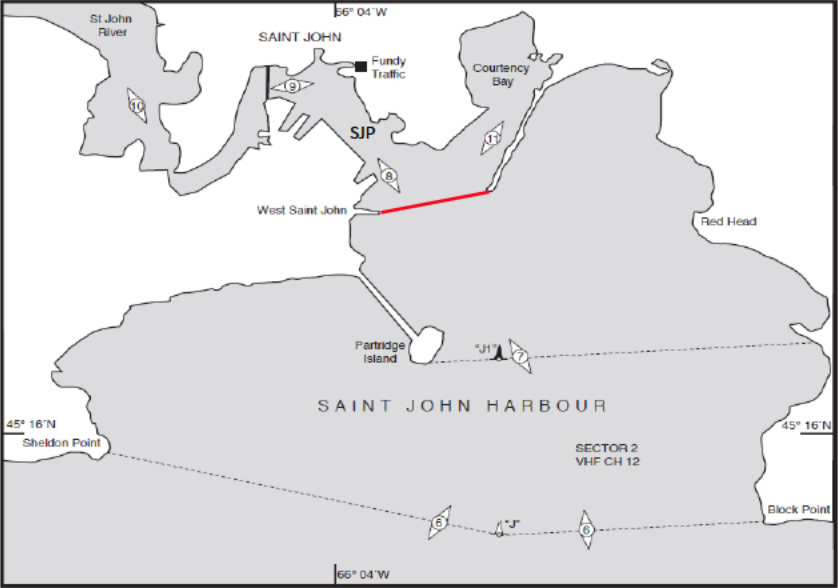 66° 04´W
St John
River
SAINT JOHN
Fundy
Traffic
Courtency
Bay
10
9
SJP
11
8
West Saint John
Red Head
Partridge
Island
"J1"
7
SAINT JOHN HARBOUR
45° 16´N
45° 16´N
Sheldon Point
SECTOR 2
VHF CH 12
Block Point
6
"J"
6
66° 04´W